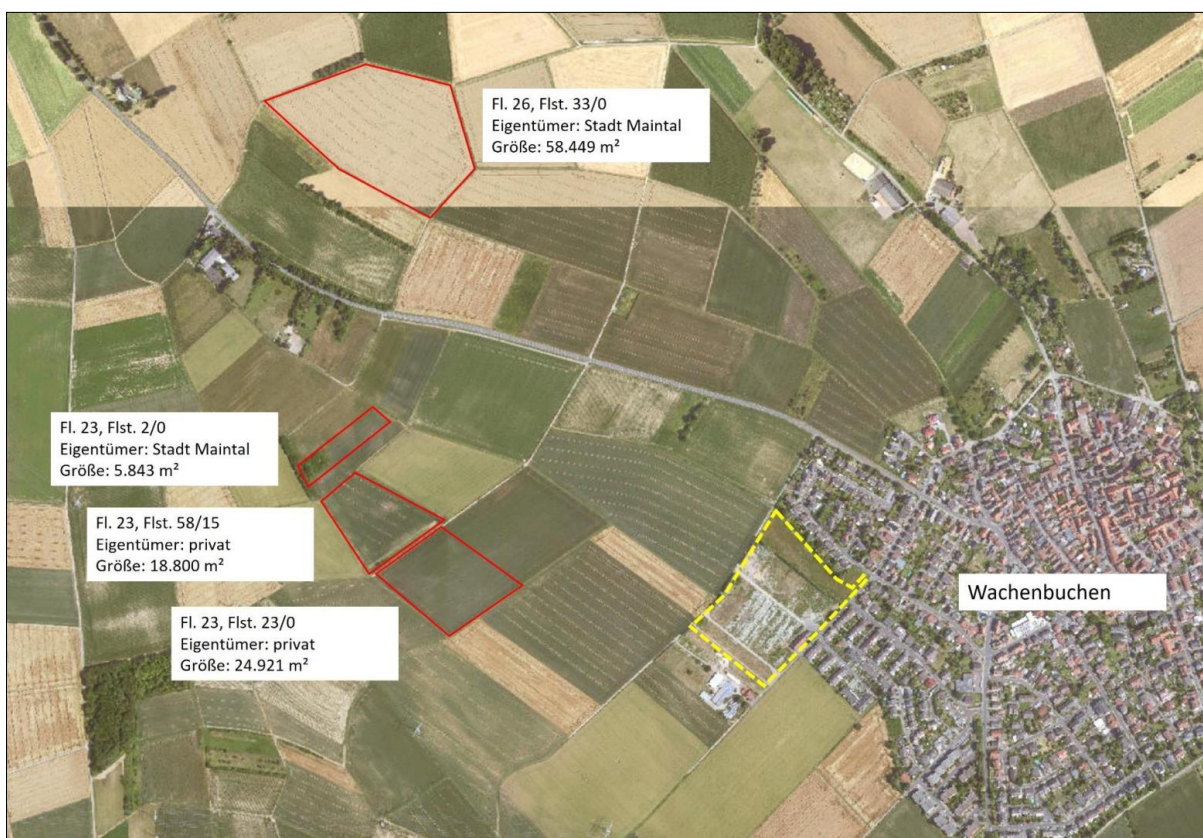 Fl. 26, Flst. 33/0
Eigentümer: Stadt Maintal
Größe: 58.449 m²
Fl. 23, Flst. 2/0
Eigentümer: Stadt Maintal
Größe: 5.843 m²
Fl. 23, Flst. 58/15
Eigentümer: privat
Größe: 18.800 m²
Wachenbuchen
Fl. 23, Flst. 23/0
Eigentümer: privat
Größe: 24.921 m²